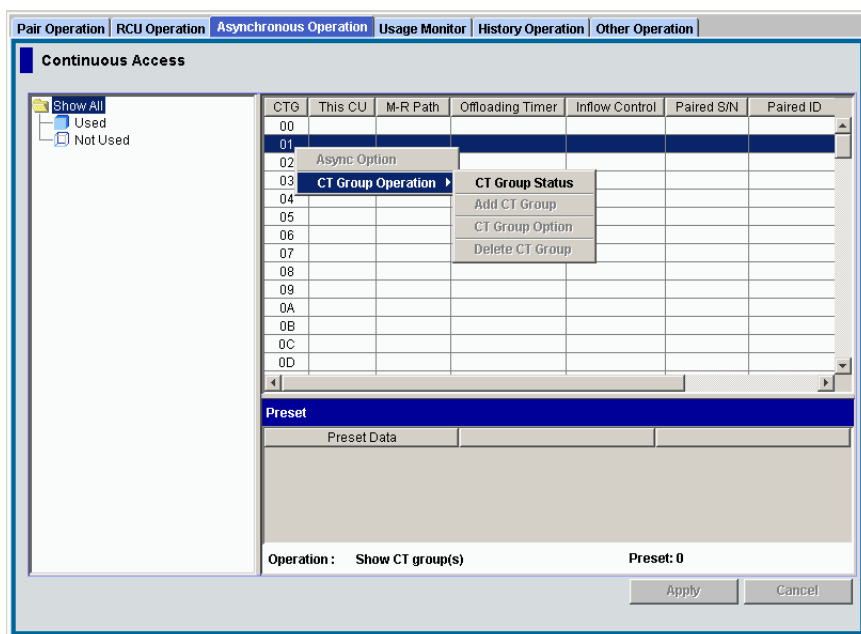 Pair Operation RCU Operation Asynchronous Operation Usage Monitor History Operation Other Operation
Continuous Access
Show All
Used
Not Used
CTG This CU M-R Path Offloading Timer Inflow Control Paired S/N Paired ID
00
01
02
03
04
05
06
07
08
09
0A
0B
0C
0D
Async Option
CT Group Operation
CT Group Status
Add CT Group
CT Group Option
Delete CT Group
Preset
Preset Data
Operation : Show CT group(s) Preset: 0
Apply Cancel